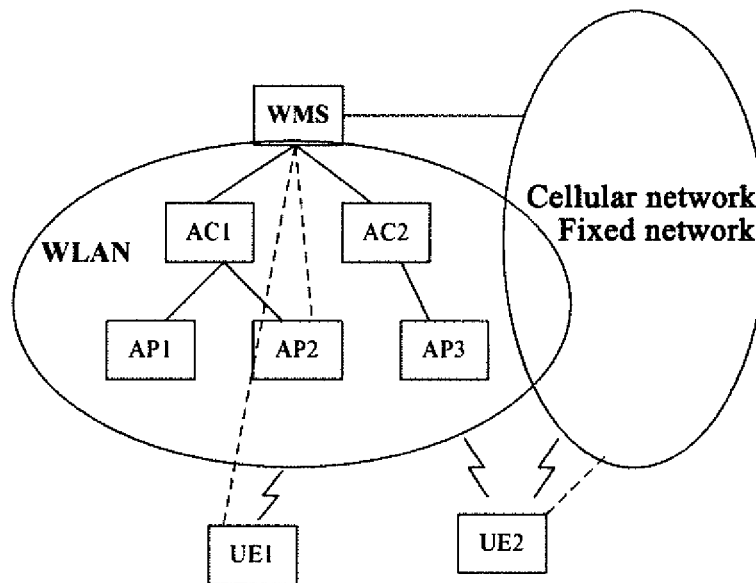 WMS
Cellular network
Fixed network
AC1
AC2
WLAN
AP1
AP2
AP3
UE1
UE2